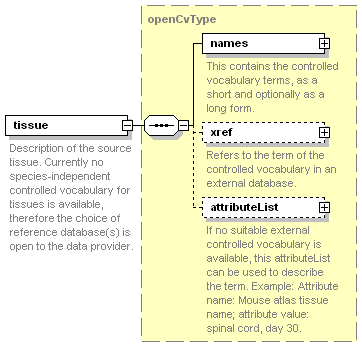 openCvType
names
This contains the controlled
vocabulary terms, as a
short and optionally as a
long form.
tissue
Description of the source
tissue. Currently no
species-independent
controlled vocabulary for
tissues is available,
therefore the choice of
reference database(s) is
open to the data provider.
xref
Refers to the term of the
controlled vocabulary in an
external database.
attributeList
If no suitable external
controlled vocabulary is
available, this attributeList
can be used to describe
the term. Example: Attribute
name: Mouse atlas tissue
name; attribute value:
spinal cord, day 30.